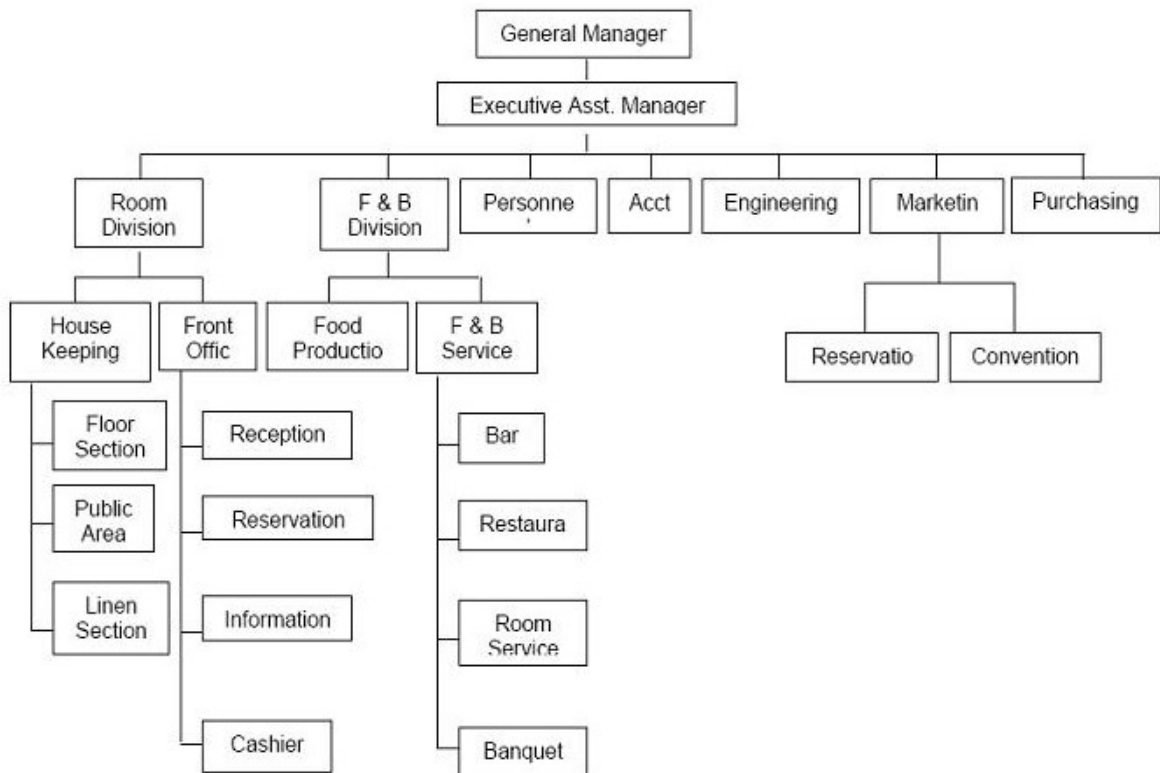 General Manager
Executive Asst. Manager
Room
Division
F & B
Division
Personne
Acct
Engineering
Marketin
Purchasing
House
Keeping
Front
Offic
Food
Productio
F & B
Service
Reservatio
Convention
Floor
Section
Reception
Bar
Public
Area
Reservation
Restaura
Linen
Section
Information
Room
Service
Cashier
Banquet